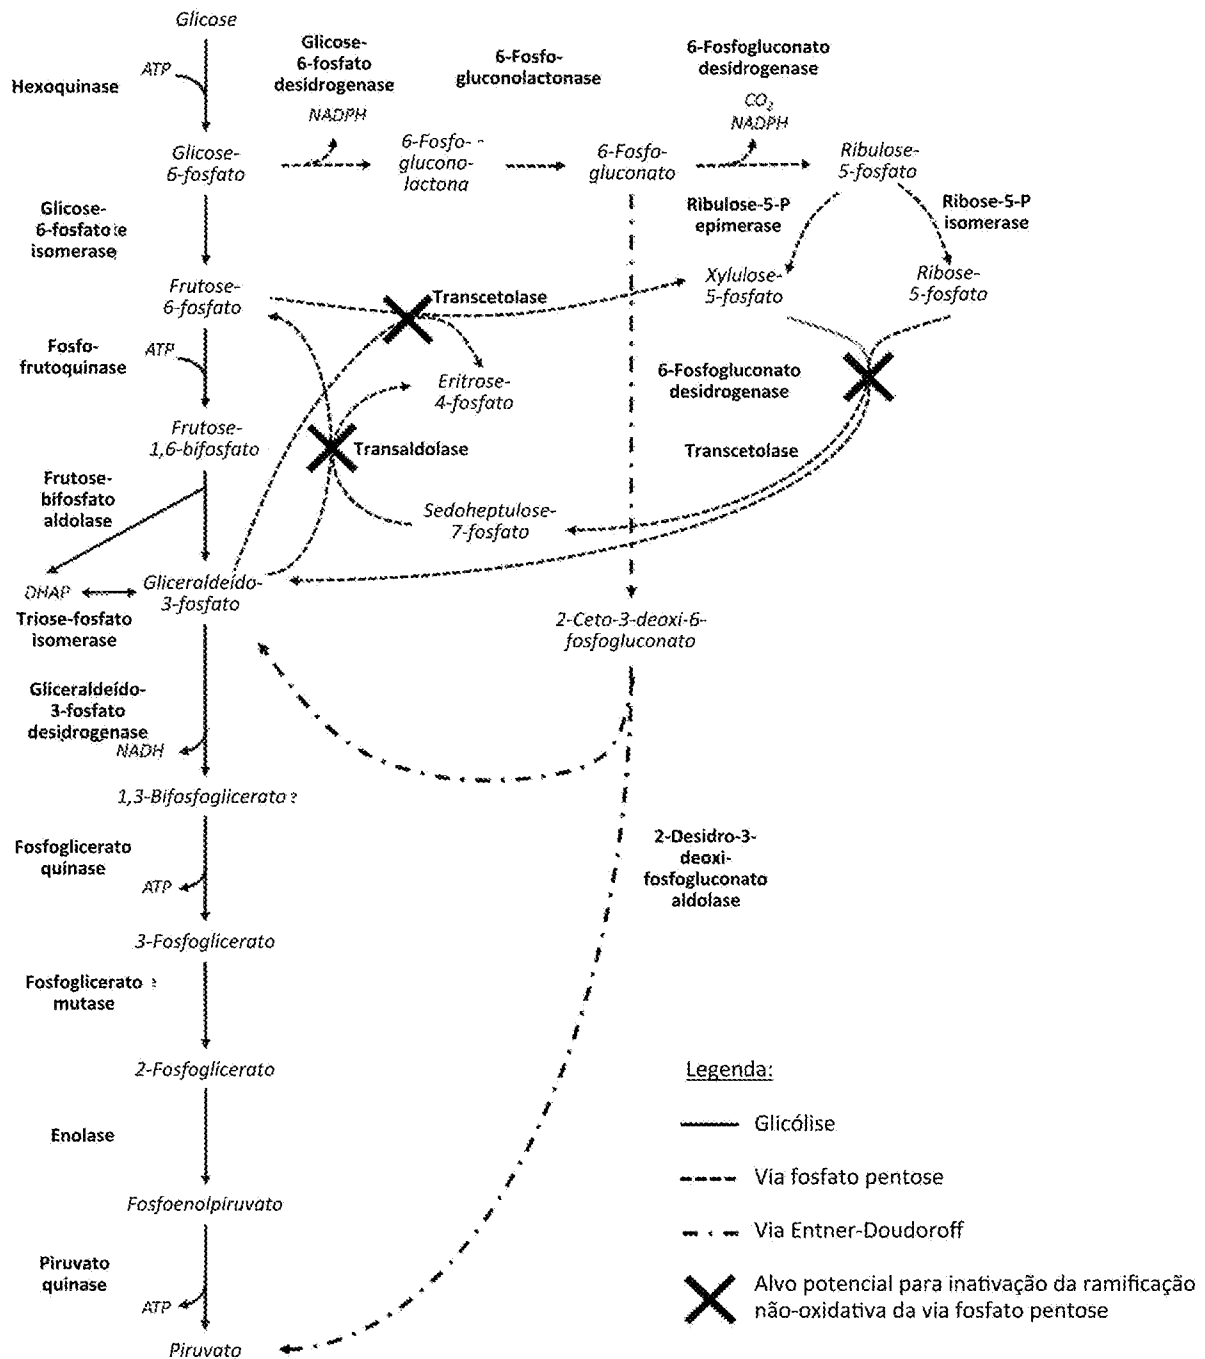 Glicose
ATP
Hexoquinase
Glicose-
6-fosfato
desidrogenase
NADPH
6-Fosfo-
gluconolactonase
6-Fosfogluconato
desidrogenase
CO2
NADPH
Glicose-
6-fosfato
6-Fosfo-
glucono-
lactona
6-Fosfo-
gluconato
Ribulose-
5-fosfato
Glicose-
6-fosfato
isomerase
Ribulose-5-P
epimerase
Ribose-5-P
isomerase
Frutose-
6-fosfato
Transcetolase
Xylulose-
5-fosfato
Ribose-
5-fosfato
Fosfo-
frutoquinase
ATP
Eritrose-
4-fosfato
6-Fosfogluconato
desidrogenase
Frutose-
1,6-bifosfato
Transaldolase
Transcetolase
Frutose-
bifosfato
aldolase
Sedoheptulose-
7-fosfato
DHAP
Gliceraldeído-
3-fosfato
Triose-fosfato
isomerase
2-Ceto-3-deoxi-6-
fosfogluconato
Gliceraldeído-
3-fosfato
desidrogenase
NADH
1,3-Bifosfoglicerato
Fosfoglicerato
quinase
ATP
2-Desidro-3-
deoxi-
fosfogluconato
aldolase
3-Fosfoglicerato
Fosfoglicerato
mutase
2-Fosfoglicerato
Enolase
Fosfoenolpiruvato
Piruvato
quinase
ATP
Piruvato
Legenda:
Glicólise
Via fosfato pentose
Via Entner-Doudoroff
Alvo potencial para inativação da ramificação
não-oxidativa da via fosfato pentose